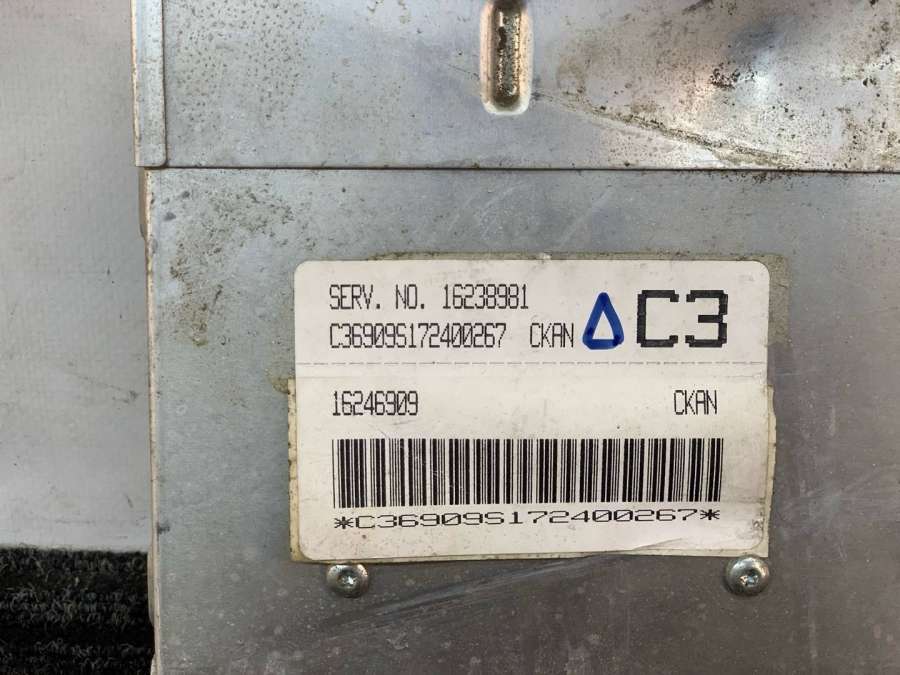 SERV. NO. 16238981
C36909S172400267 CKAN C3
16246909 CKAN
*C36909S172400267*